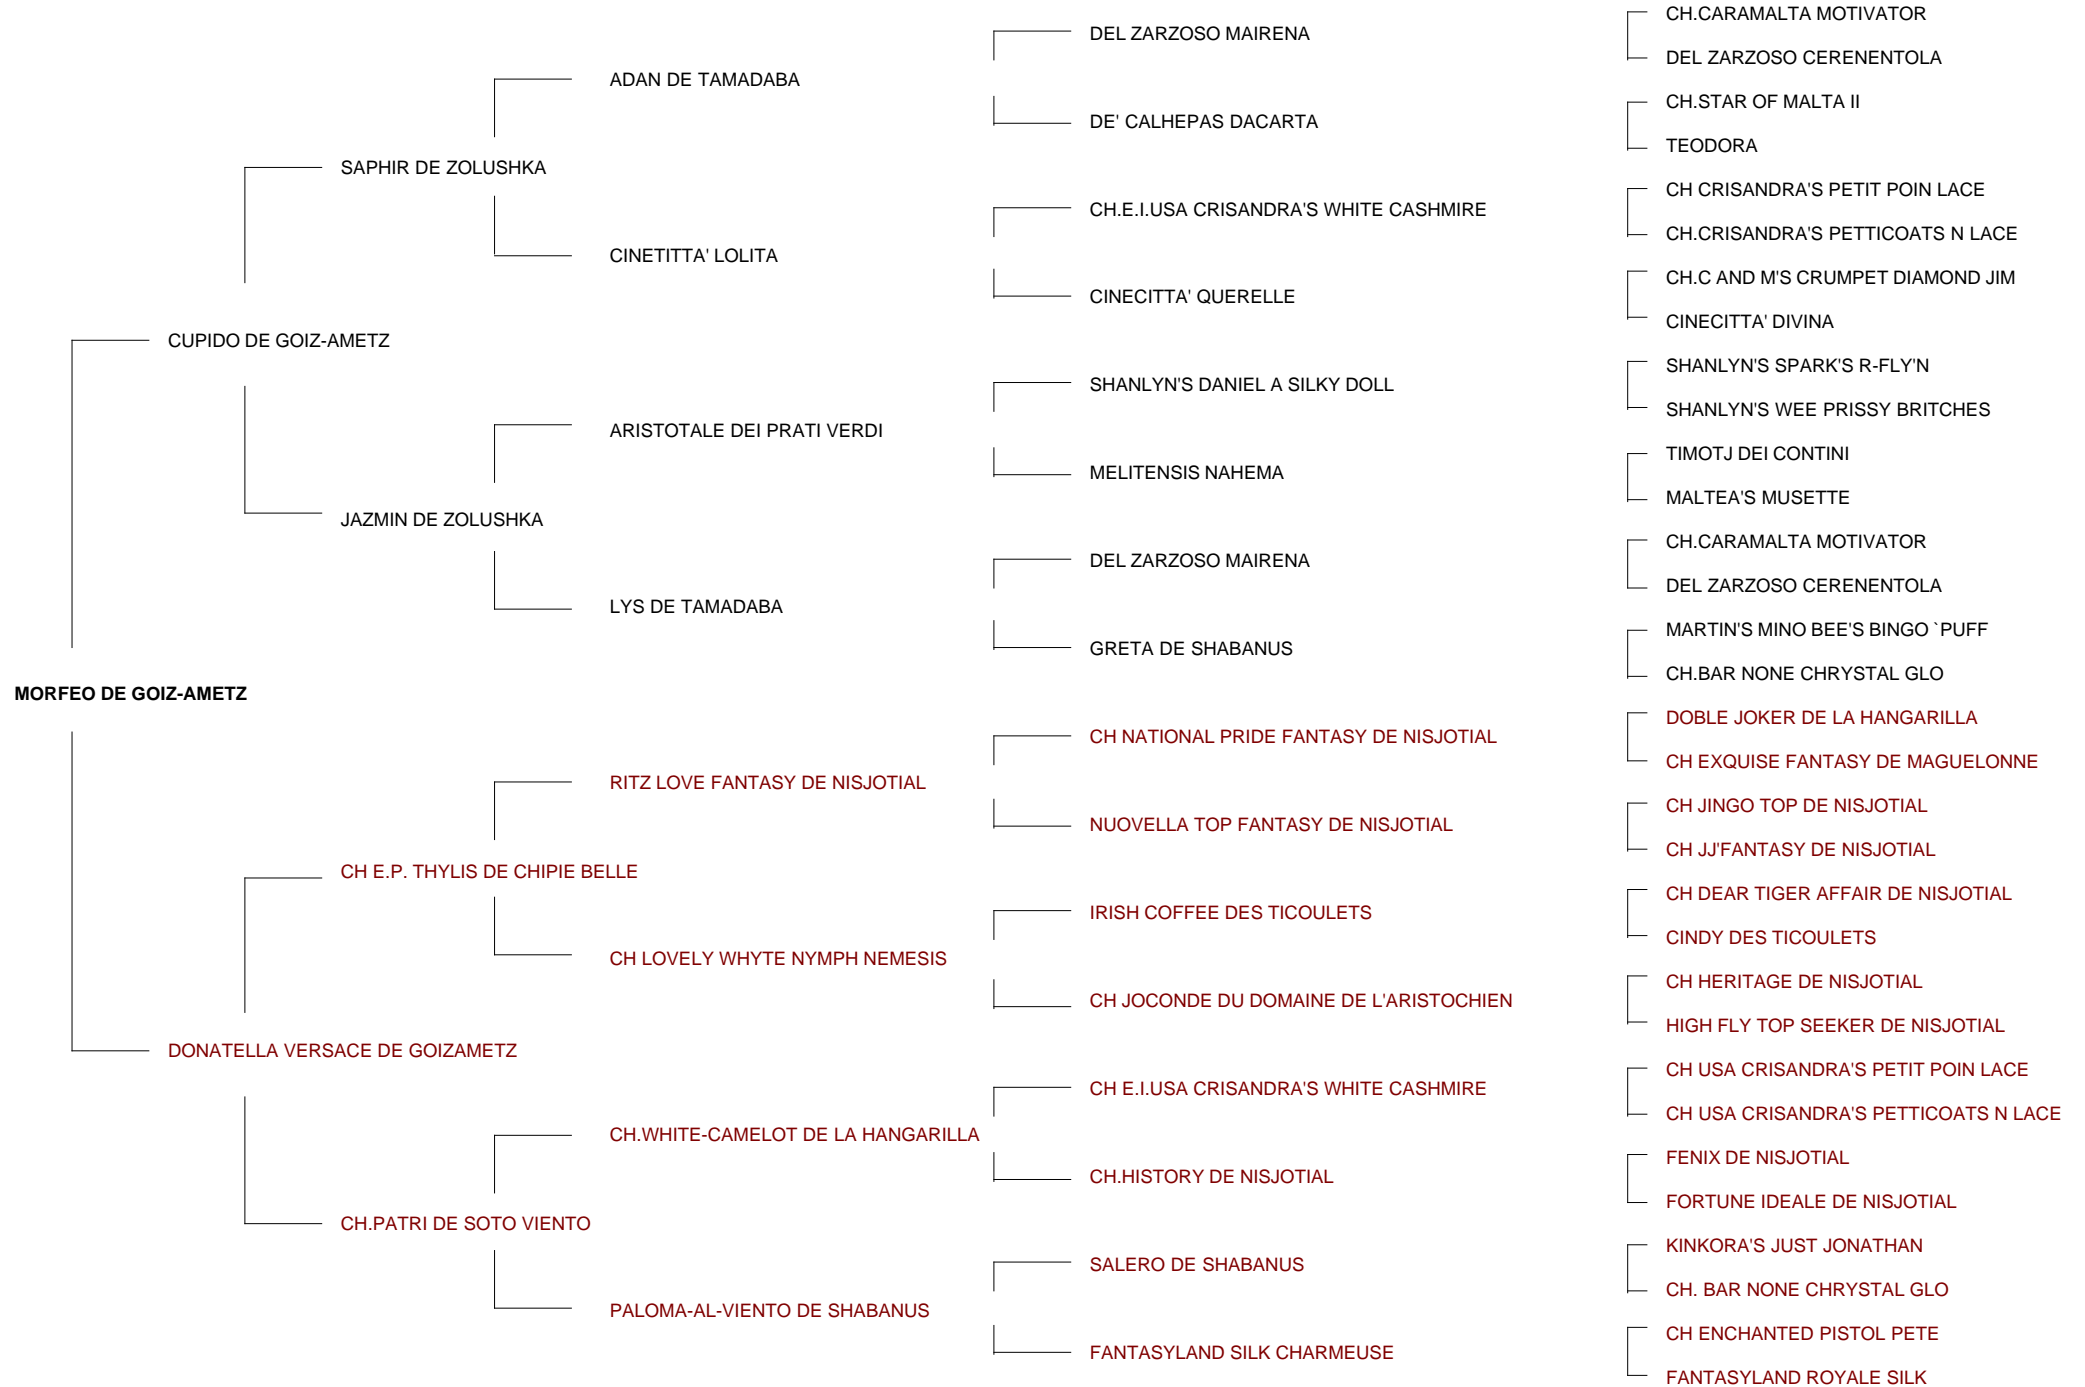 CH.CARAMALTA MOTIVATOR
DEL ZARZOSO MAIRENA
DEL ZARZOSO CERENENTOLA
ADAN DE TAMADABA
CH.STAR OF MALTA II
DE' CALHEPAS DACARTA
TEODORA
SAPHIR DE ZOLUSHKA
CH CRISANDRA'S PETIT POIN LACE
CH.E.I.USA CRISANDRA'S WHITE CASHMIRE
CH.CRISANDRA'S PETTICOATS N LACE
CINETITTA' LOLITA
CH.C AND M'S CRUMPET DIAMOND JIM
CINECITTA' QUERELLE
CINECITTA' DIVINA
CUPIDO DE GOIZ-AMETZ
SHANLYN'S SPARK'S R-FLY'N
SHANLYN'S DANIEL A SILKY DOLL
SHANLYN'S WEE PRISSY BRITCHES
ARISTOTALE DEI PRATI VERDI
TIMOTJ DEI CONTINI
MELITENSIS NAHEMA
MALTEA'S MUSETTE
JAZMIN DE ZOLUSHKA
CH.CARAMALTA MOTIVATOR
DEL ZARZOSO MAIRENA
DEL ZARZOSO CERENENTOLA
LYS DE TAMADABA
MARTIN'S MINO BEE'S BINGO `PUFF
GRETA DE SHABANUS
CH.BAR NONE CHRYSTAL GLO
MORFEO DE GOIZ-AMETZ
DOBLE JOKER DE LA HANGARILLA
CH NATIONAL PRIDE FANTASY DE NISJOTIAL
CH EXQUISE FANTASY DE MAGUELONNE
RITZ LOVE FANTASY DE NISJOTIAL
CH JINGO TOP DE NISJOTIAL
NUOVELLA TOP FANTASY DE NISJOTIAL
CH JJ'FANTASY DE NISJOTIAL
CH E.P. THYLIS DE CHIPIE BELLE
CH DEAR TIGER AFFAIR DE NISJOTIAL
IRISH COFFEE DES TICOULETS
CINDY DES TICOULETS
CH LOVELY WHYTE NYMPH NEMESIS
CH HERITAGE DE NISJOTIAL
CH JOCONDE DU DOMAINE DE L'ARISTOCHIEN
HIGH FLY TOP SEEKER DE NISJOTIAL
DONATELLA VERSACE DE GOIZAMETZ
CH USA CRISANDRA'S PETIT POIN LACE
CH E.I.USA CRISANDRA'S WHITE CASHMIRE
CH USA CRISANDRA'S PETTICOATS N LACE
CH.WHITE-CAMELOT DE LA HANGARILLA
FENIX DE NISJOTIAL
CH.HISTORY DE NISJOTIAL
FORTUNE IDEALE DE NISJOTIAL
CH.PATRI DE SOTO VIENTO
KINKORA'S JUST JONATHAN
SALERO DE SHABANUS
CH. BAR NONE CHRYSTAL GLO
PALOMA-AL-VIENTO DE SHABANUS
CH ENCHANTED PISTOL PETE
FANTASYLAND SILK CHARMEUSE
FANTASYLAND ROYALE SILK